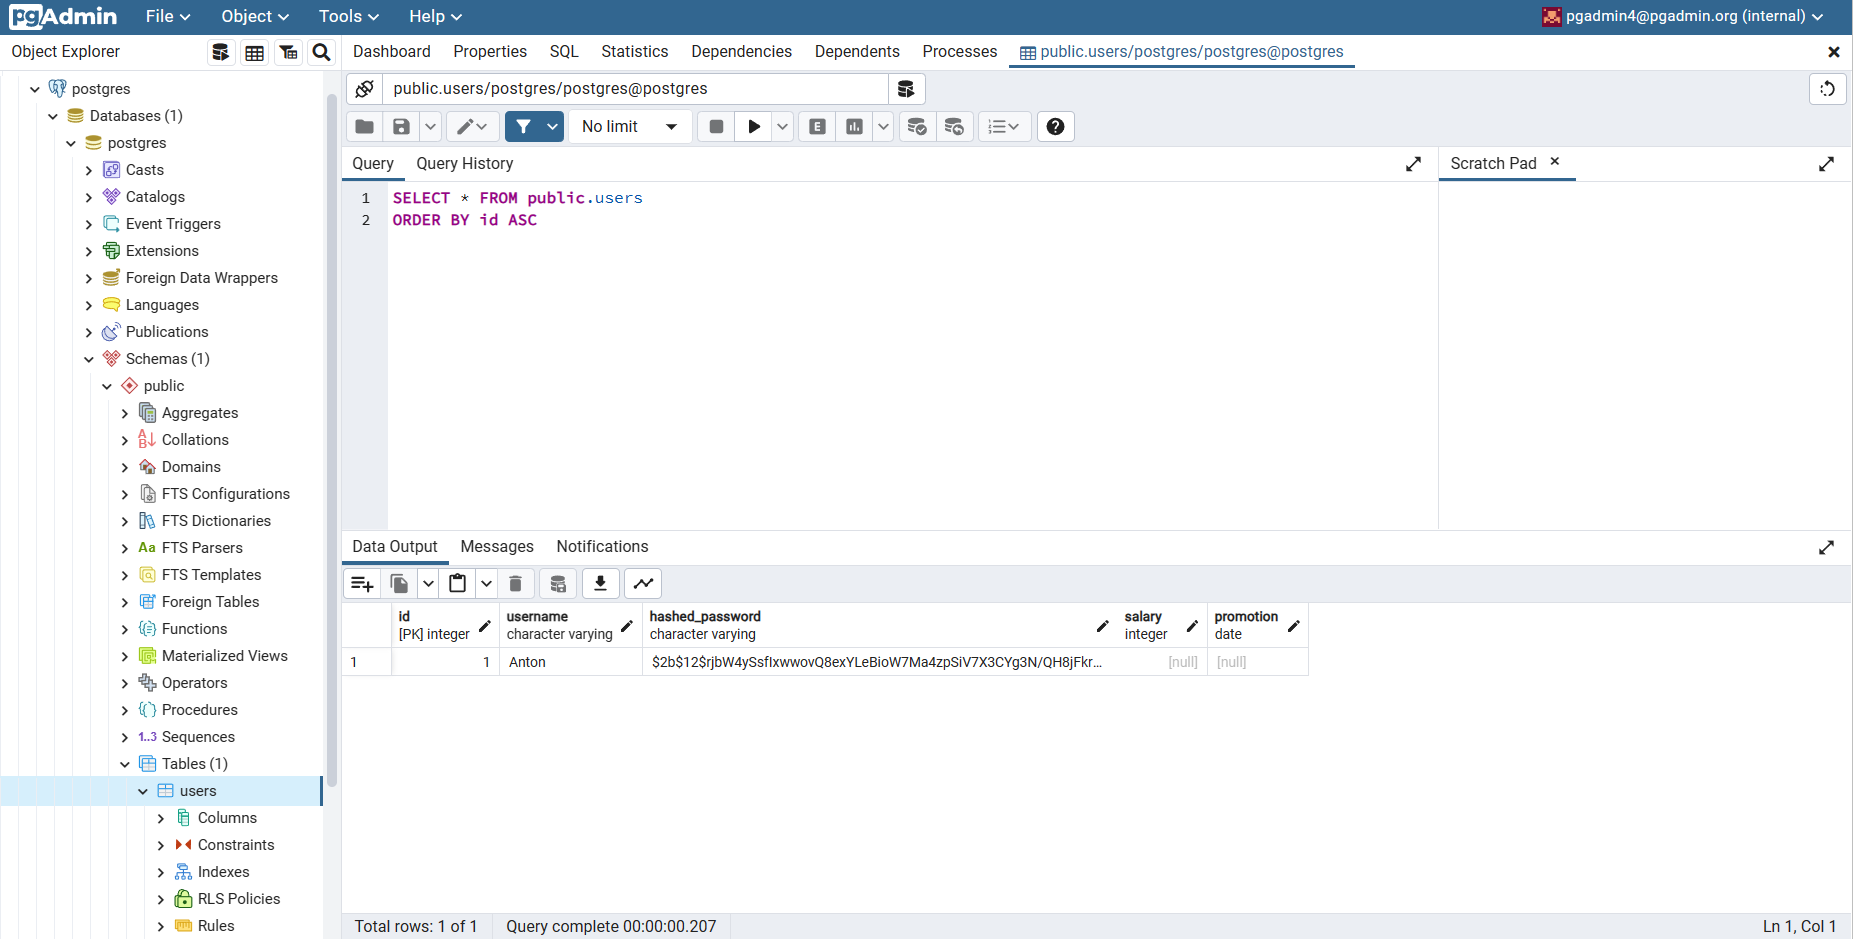 pgAdmin File Object Tools Help pgadmin4@pgadmin.org (internal)
Object Explorer
Dashboard Properties SQL Statistics Dependencies Dependents Processes public.users/postgres/postgres@postgres
postgres
Databases (1)
postgres
Casts
Catalogs
Event Triggers
Extensions
Foreign Data Wrappers
Languages
Publications
Schemas (1)
public
Aggregates
Collations
Domains
FTS Configurations
FTS Dictionaries
Aa FTS Parsers
FTS Templates
Foreign Tables
Functions
Materialized Views
Operators
Procedures
1..3 Sequences
Tables (1)
users
Columns
Constraints
Indexes
RLS Policies
Rules
public.users/postgres/postgres@postgres
No limit
E
Query Query History
Scratch Pad
1 SELECT * FROM public.users
2 ORDER BY id ASC
Data Output Messages Notifications
id username hashed_password salary promotion
[PK] integer character varying character varying integer date
1 1 Anton $2b$12$rjbW4ySsfIxwwovQ8exYLeBioW7Ma4zpSiV7X3CYg3N/QH8jFkr... [null] [null]
Total rows: 1 of 1 Query complete 00:00:00.207 Ln 1, Col 1